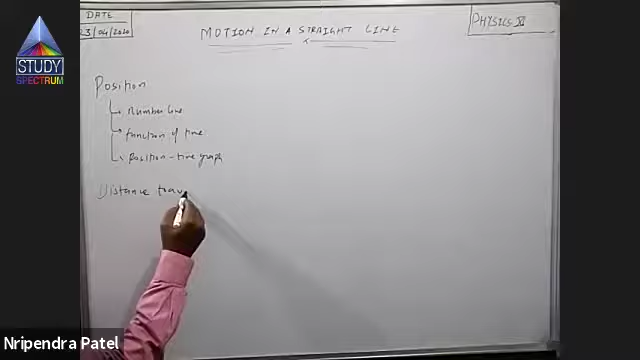 DATE
23/04/2020
MOTION IN A STRAIGHT LINE
PHYSICS XI
STUDY
SPECTRUM
Position
Number line
Function of time
Position - time graph
Distance trav
Nripendra Patel